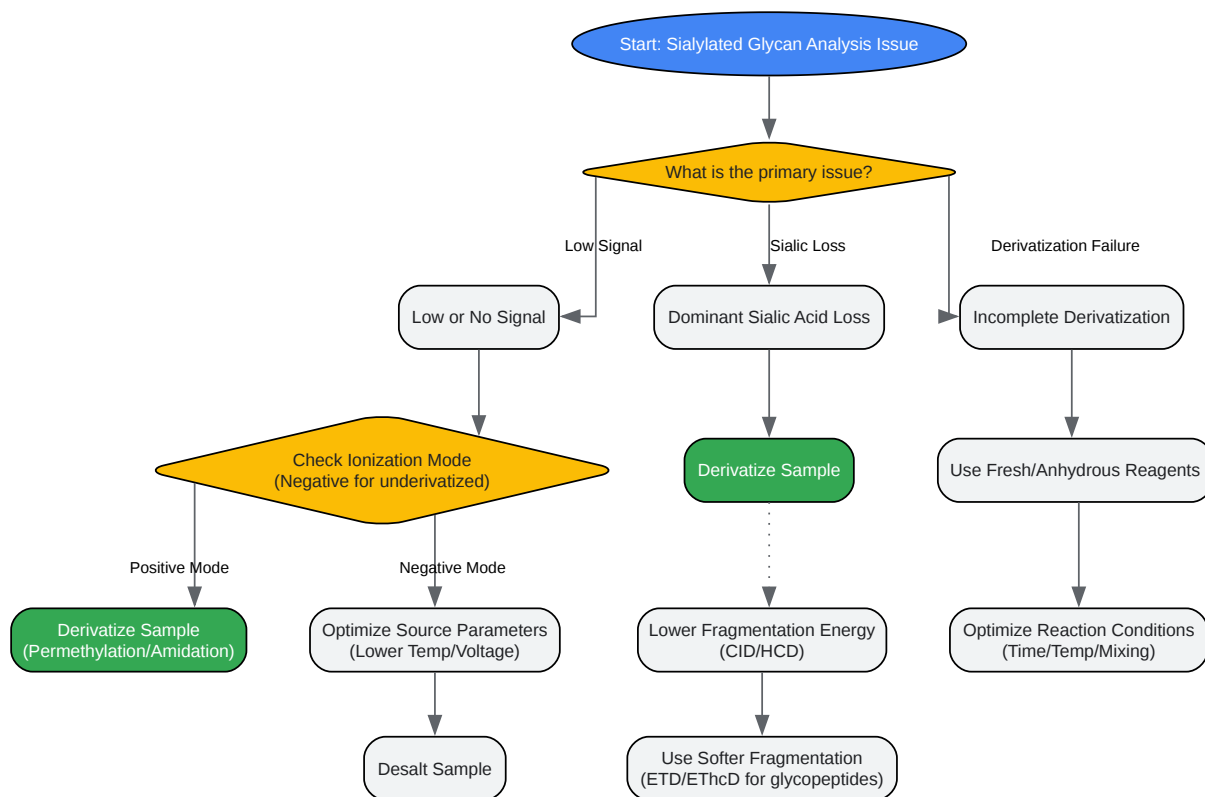 Start: Sialylated Glycan Analysis Issue
What is the primary issue?
Low Signal
Sialic Loss
Derivatization Failure
Low or No Signal
Dominant Sialic Acid Loss
Incomplete Derivatization
Check Ionization Mode
(Negative for underivatized)
Derivatize Sample
Use Fresh/Anhydrous Reagents
Positive Mode
Negative Mode
Derivatize Sample
(Permethylation/Amidation)
Optimize Source Parameters
(Lower Temp/Voltage)
Lower Fragmentation Energy
(CID/HCD)
Optimize Reaction Conditions
(Time/Temp/Mixing)
Desalt Sample
Use Softer Fragmentation
(ETD/EThcD for glycopeptides)